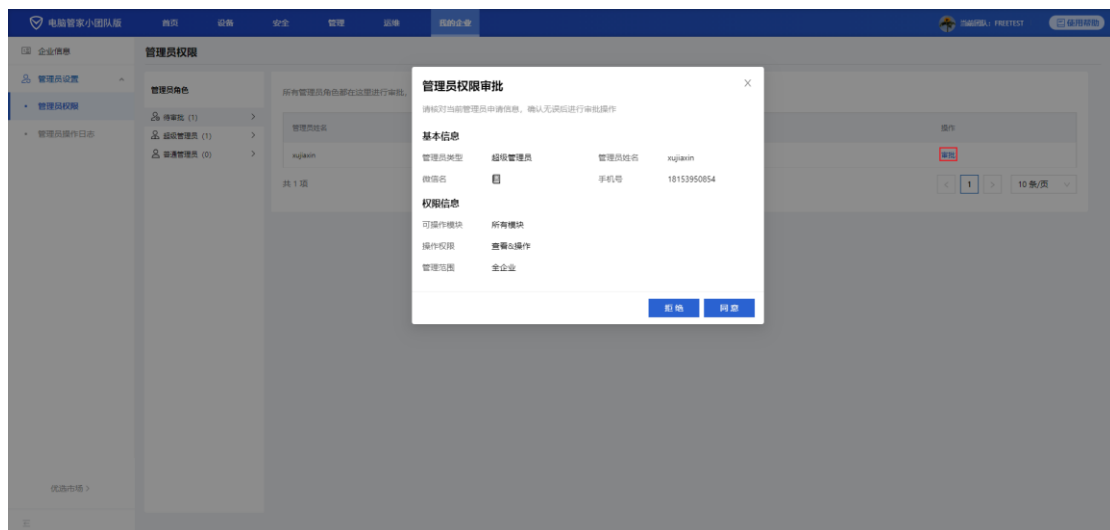 电脑管家小团队版 首页 设备 安全 管理 运维 我的企业 当前团队：FREETEST 使用帮助
企业信息
管理员设置
管理员权限
管理员操作日志
优选市场 >
管理员权限
管理员角色
待审批 (1)
超级管理员 (1)
普通管理员 (0)
所有管理员角色都在这里进行审批，
管理员姓名 操作
xujiaxin 审批
共 1 项 1 10 条/页
管理员权限审批
请核对当前管理员申请信息，确认无误后进行审批操作
基本信息
管理员类型 超级管理员 管理员姓名 xujiaxin
微信名 手机号 18153950854
权限信息
可操作模块 所有模块
操作权限 查看&操作
管理范围 全企业
拒绝 同意